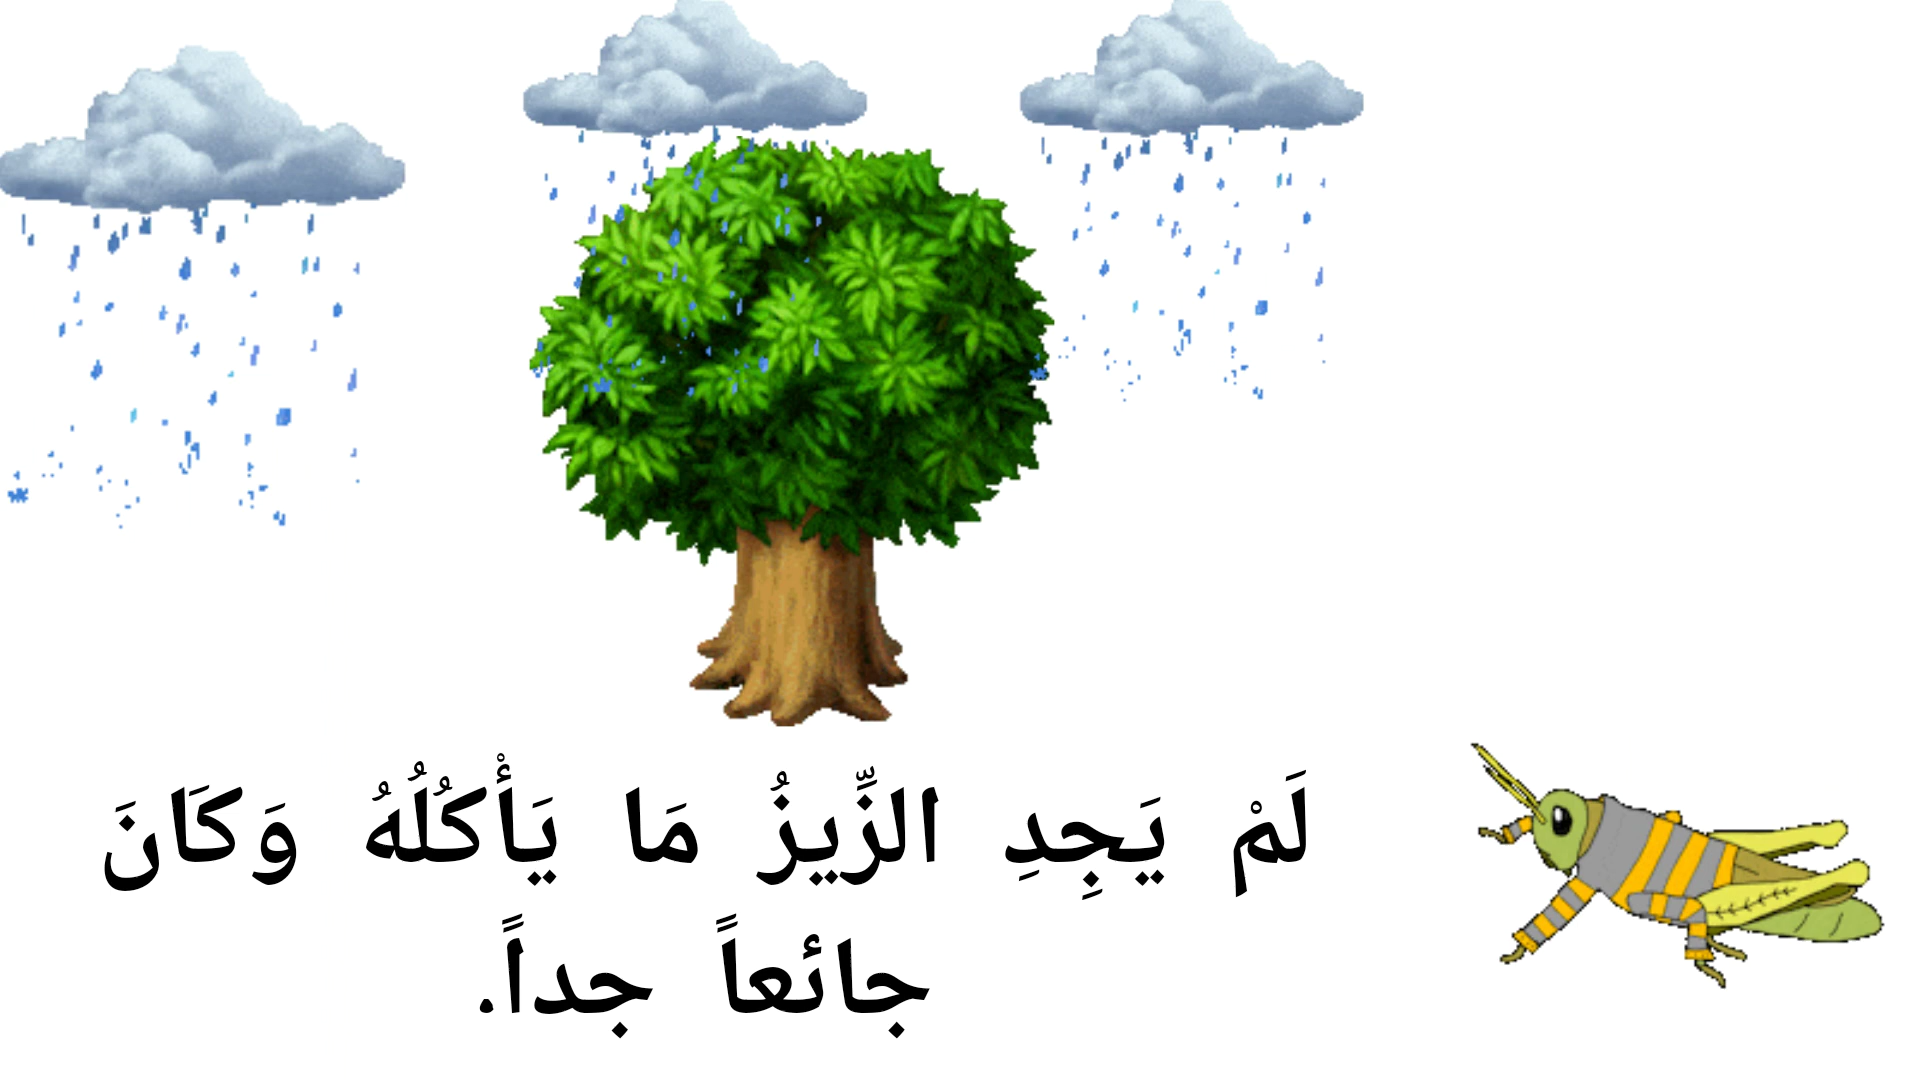 لَمْ يَجِدِ الزِّيزُ مَا يَأْكُلُهُ وَكَانَ
جائعاً جداً.